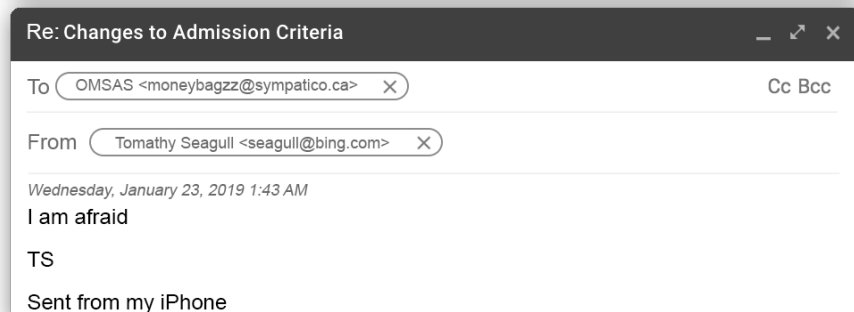 Re: Changes to Admission Criteria
To OMSAS <moneybagzz@sympatico.ca> Cc Bcc
From Tomathy Seagull <seagull@bing.com>
Wednesday, January 23, 2019 1:43 AM
I am afraid
TS
Sent from my iPhone